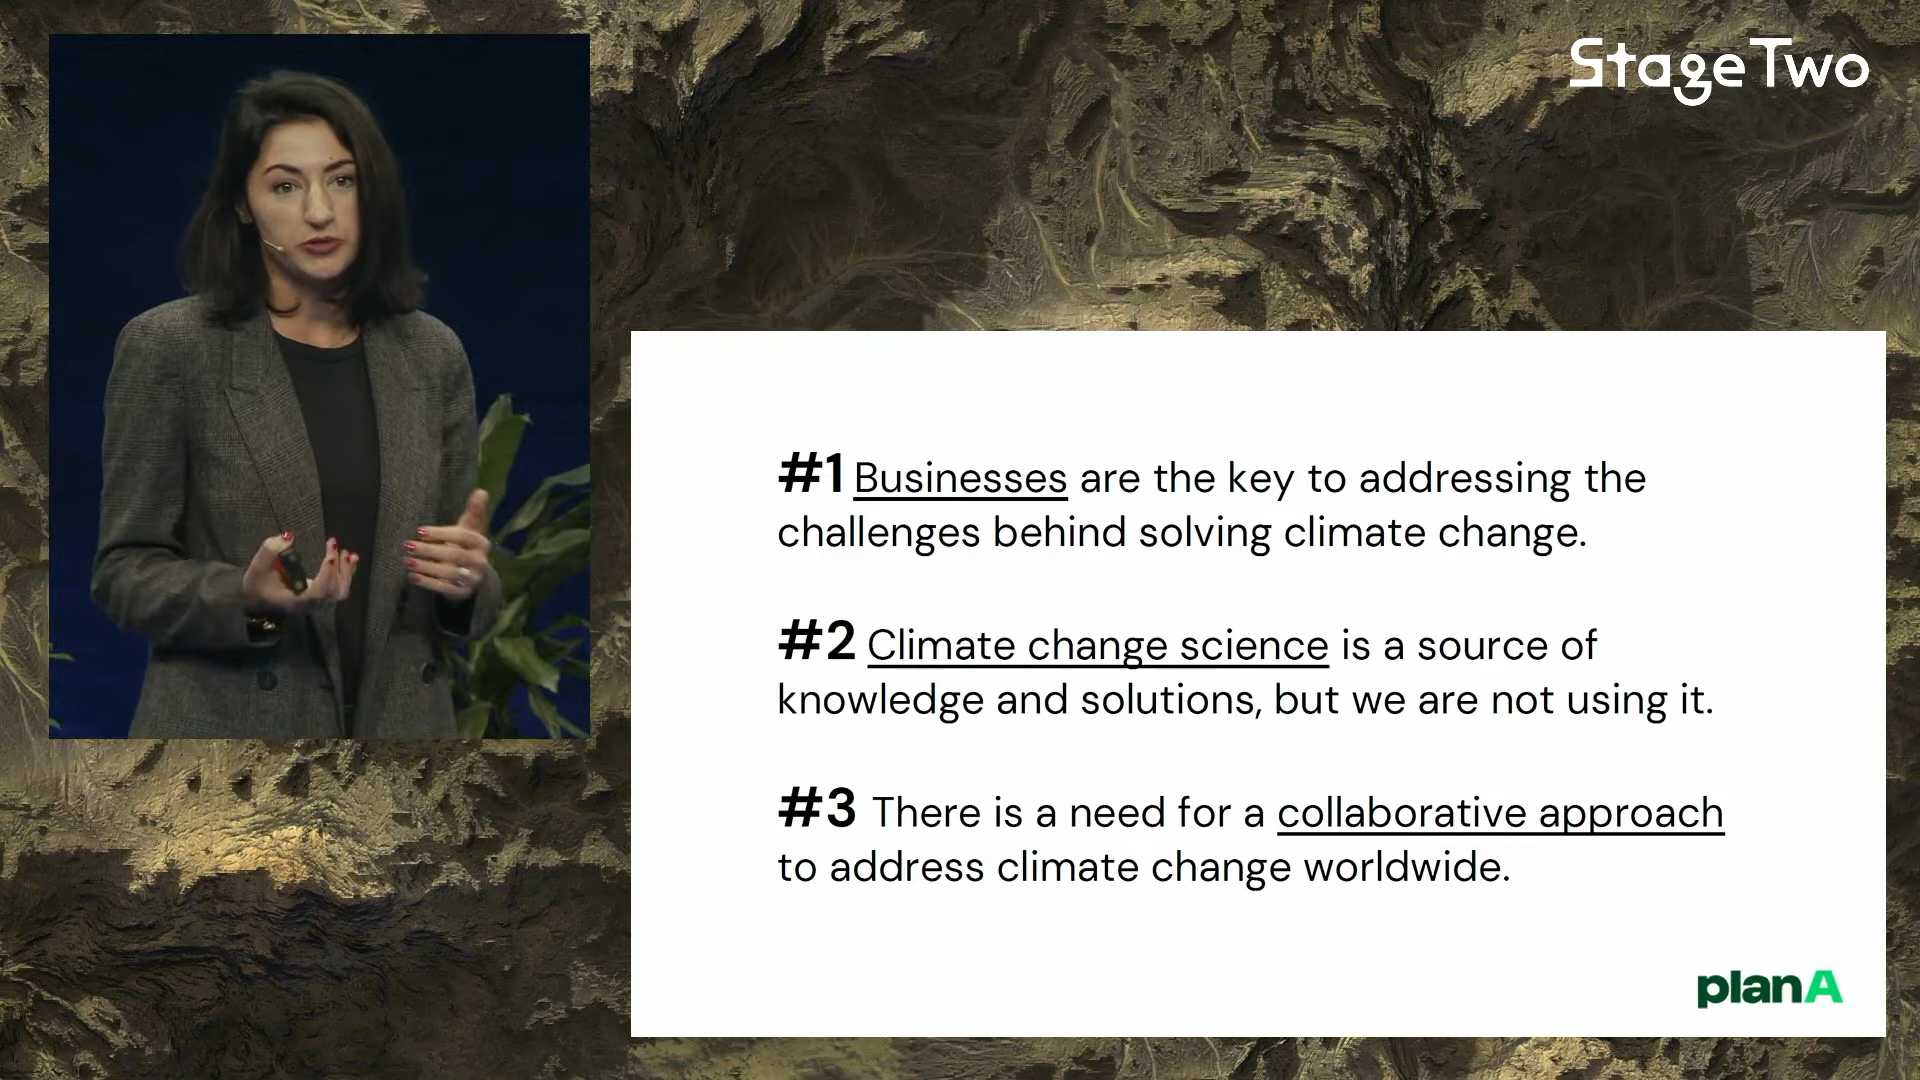 Stage Two
#1 Businesses are the key to addressing the
challenges behind solving climate change.
#2 Climate change science is a source of
knowledge and solutions, but we are not using it.
#3 There is a need for a collaborative approach
to address climate change worldwide.
planA